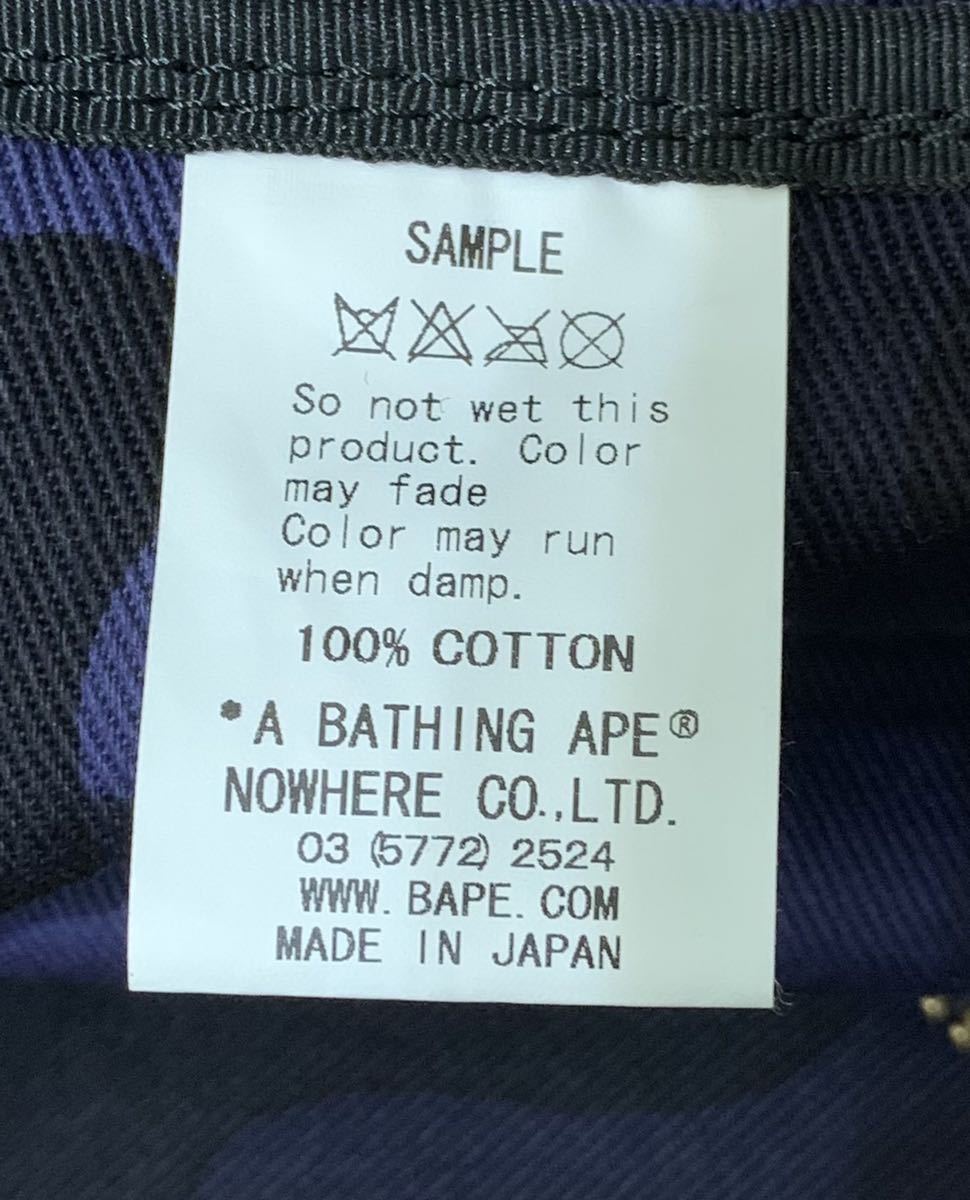 SAMPLE
So not wet this
product. Color
may fade
Color may run
when damp.
100% COTTON
*A BATHING APE®
NOWHERE CO.,LTD.
03 (5772) 2524
WWW. BAPE. COM
MADE IN JAPAN